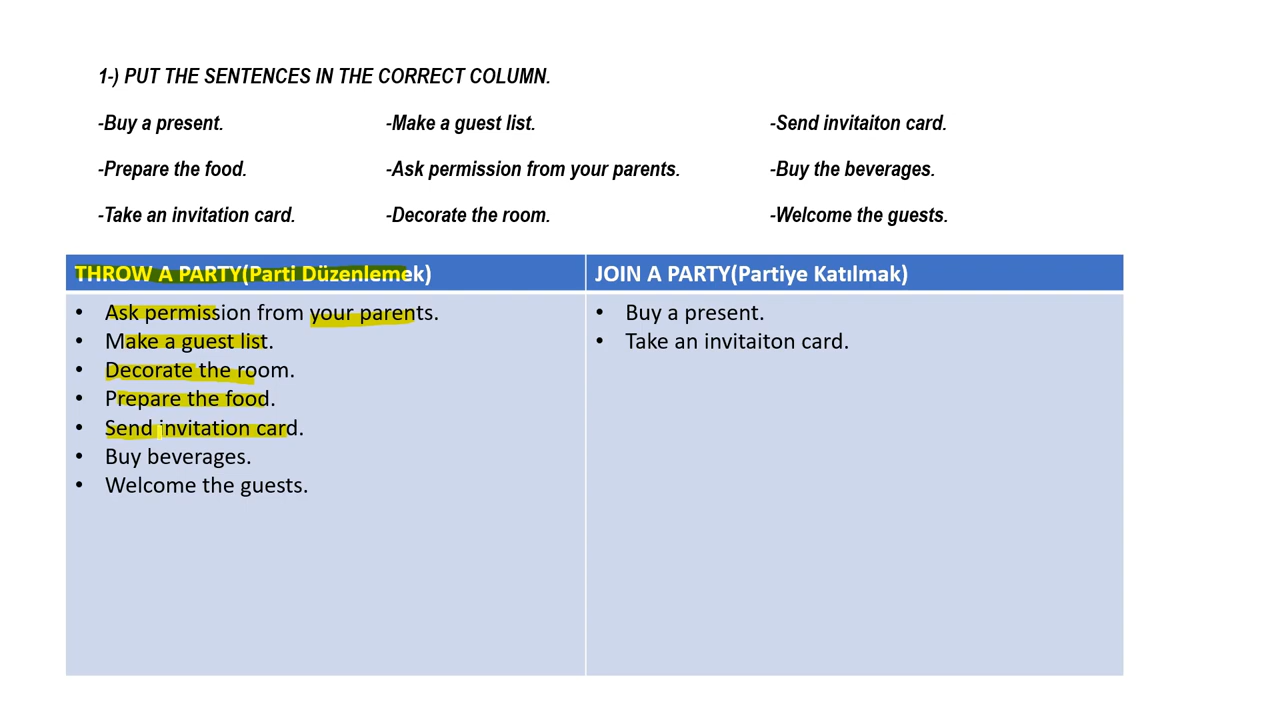 1-) PUT THE SENTENCES IN THE CORRECT COLUMN.
-Buy a present. -Make a guest list. -Send invitaiton card.
-Prepare the food. -Ask permission from your parents. -Buy the beverages.
-Take an invitation card. -Decorate the room. -Welcome the guests.
THROW A PARTY(Parti Düzenlemek)
• Ask permission from your parents.
• Make a guest list.
• Decorate the room.
• Prepare the food.
• Send invitation card.
• Buy beverages.
• Welcome the guests.
JOIN A PARTY(Partiye Katılmak)
• Buy a present.
• Take an invitaiton card.